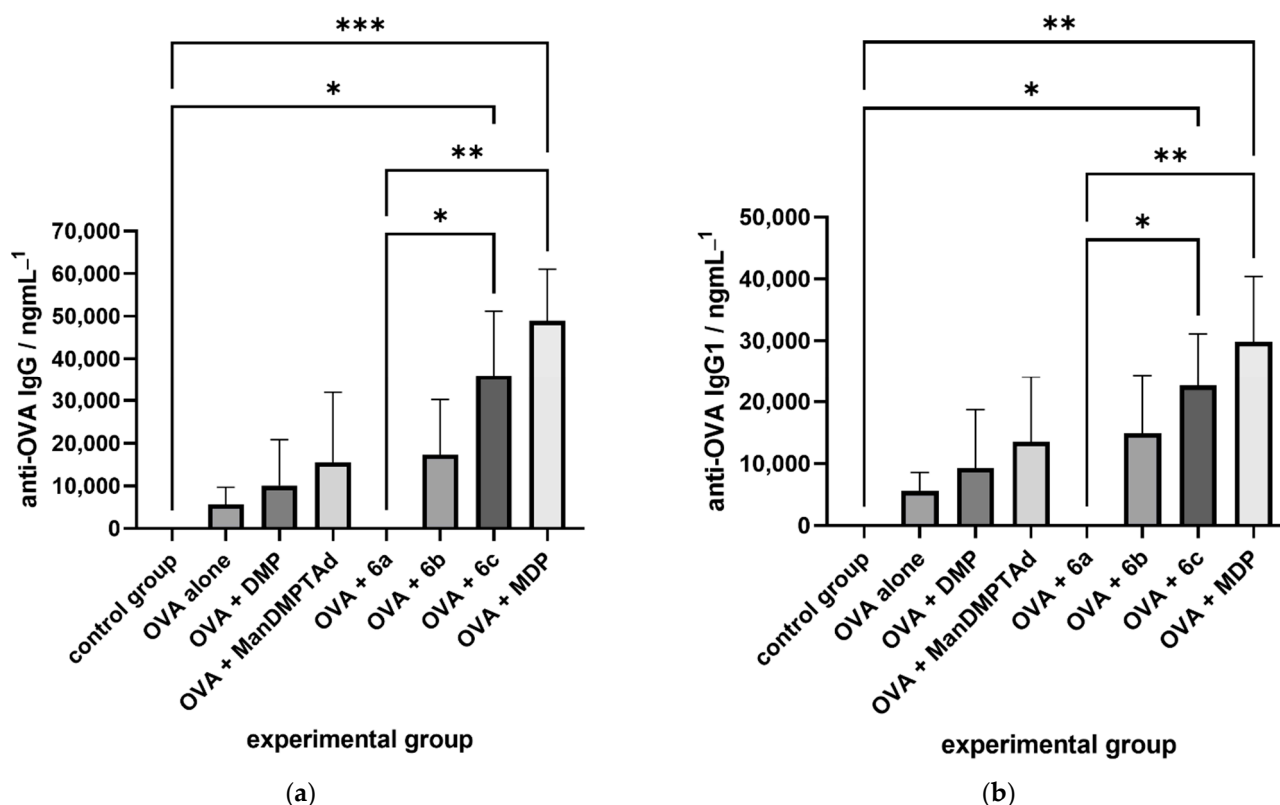 ***
*
**
*
70,000
60,000
50,000
40,000
30,000
20,000
10,000
0
anti-OVA IgG / ngmL⁻¹
control group
OVA alone
OVA + DMP
OVA + ManDMPTAd
OVA + 6a
OVA + 6b
OVA + 6c
OVA + MDP
experimental group
(a)
**
*
**
*
50,000
40,000
30,000
20,000
10,000
0
anti-OVA IgG1 / ngmL⁻¹
control group
OVA alone
OVA + DMP
OVA + ManDMPTAd
OVA + 6a
OVA + 6b
OVA + 6c
OVA + MDP
experimental group
(b)